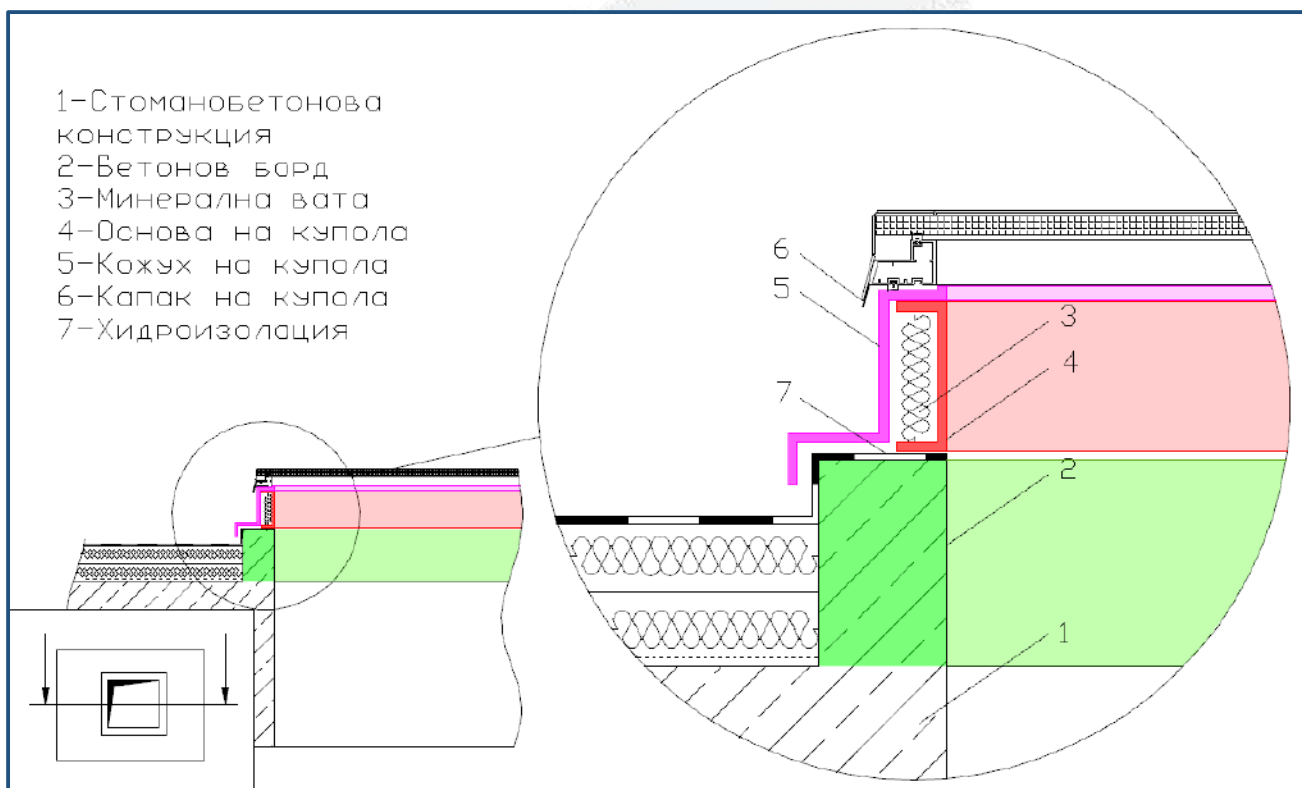 1-Стоманобетонова
конструкция
2-Бетонов борд
3-Минерална вата
4-Основа на купола
5-Кожух на купола
6-Капак на купола
7-Хидроизолация
6
5
3
4
7
2
1